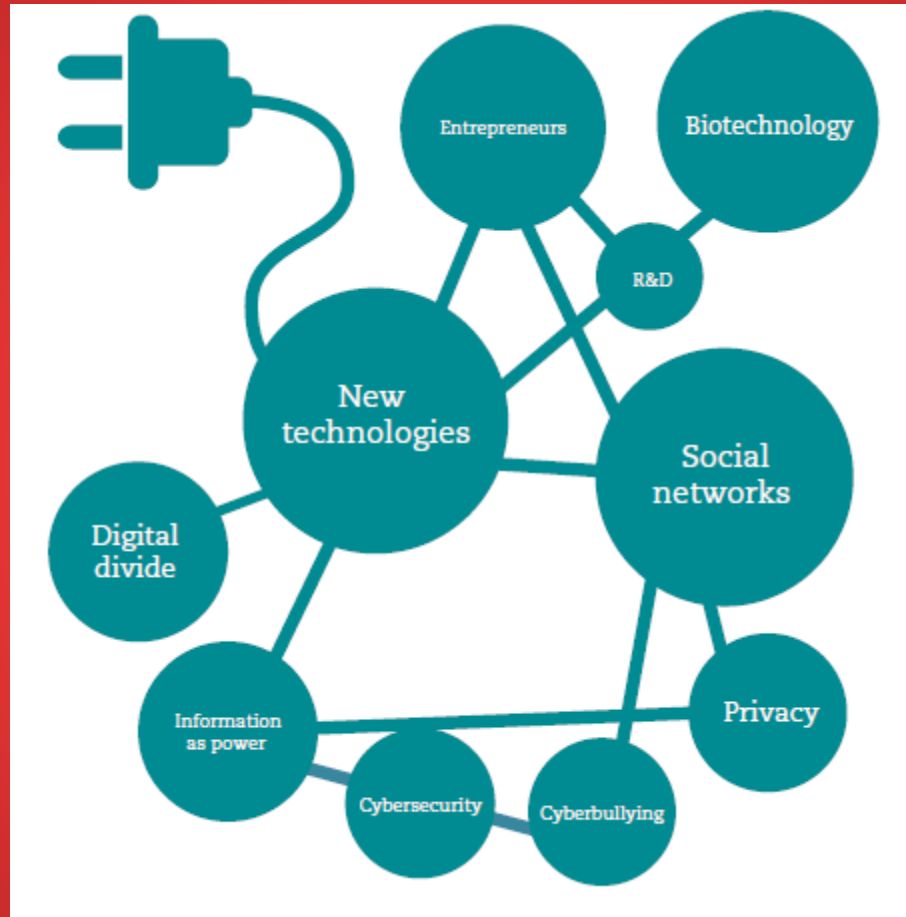 Entrepreneurs
Biotechnology
R&D
New
technologies
Social
networks
Digital
divide
Information
as power
Privacy
Cybersecurity
Cyberbullying